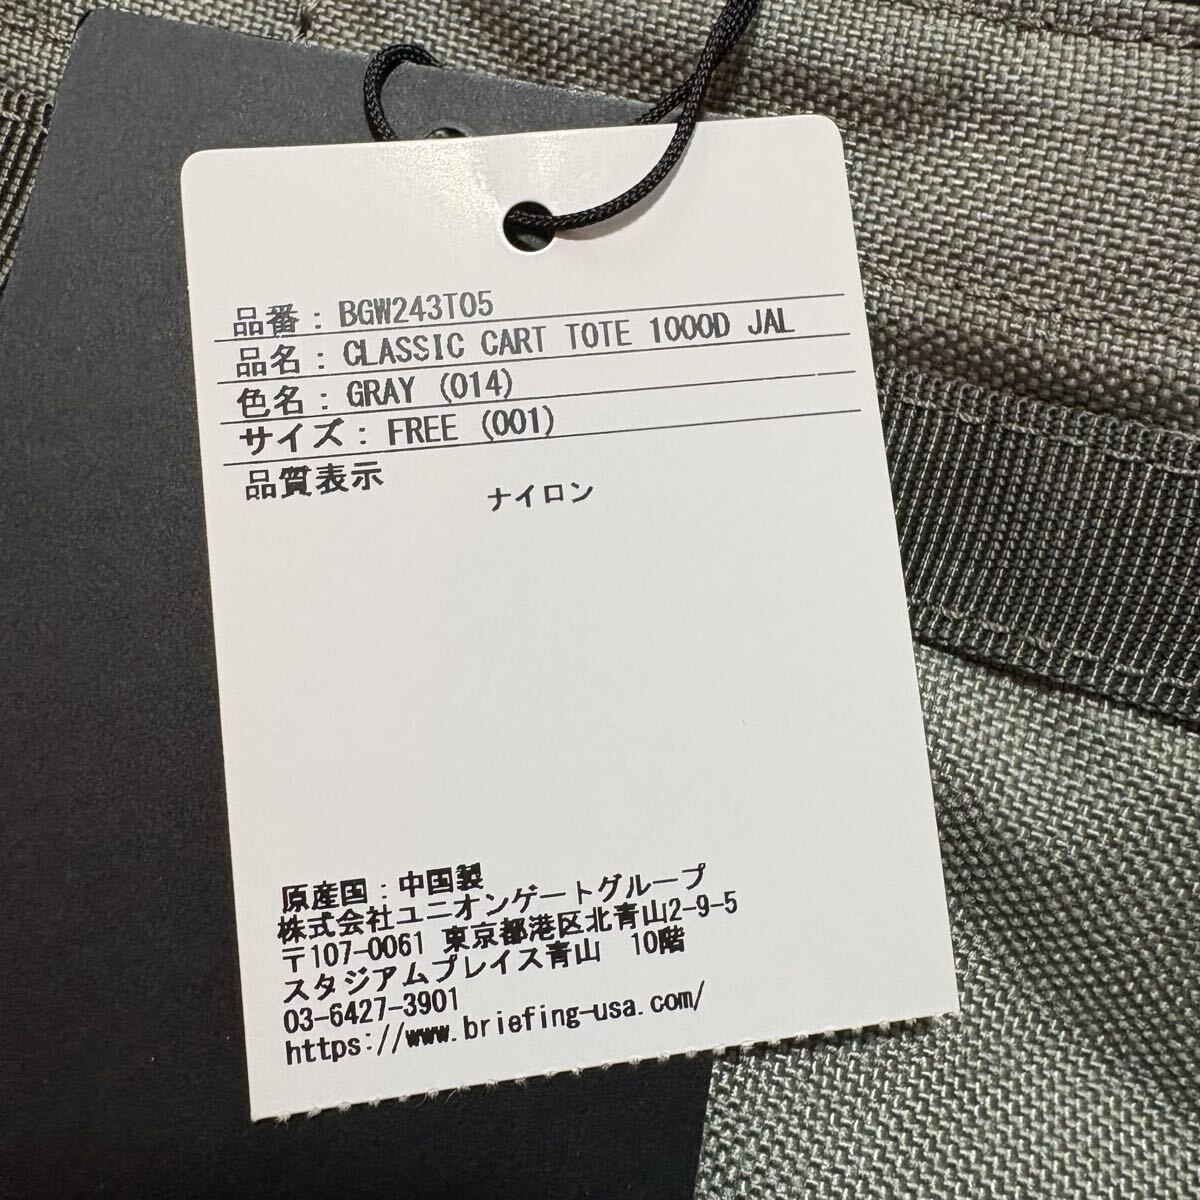 品番：BGW243T05
品名：CLASSIC CART TOTE 1000D JAL
色名：GRAY (014)
サイズ：FREE (001)
品質表示
ナイロン
原産国：中国製
株式会社ユニオンゲートグループ
〒107-0061 東京都港区北青山2-9-5
スタジアムプレイス青山　10階
03-6427-3901
https://www.briefing-usa.com/